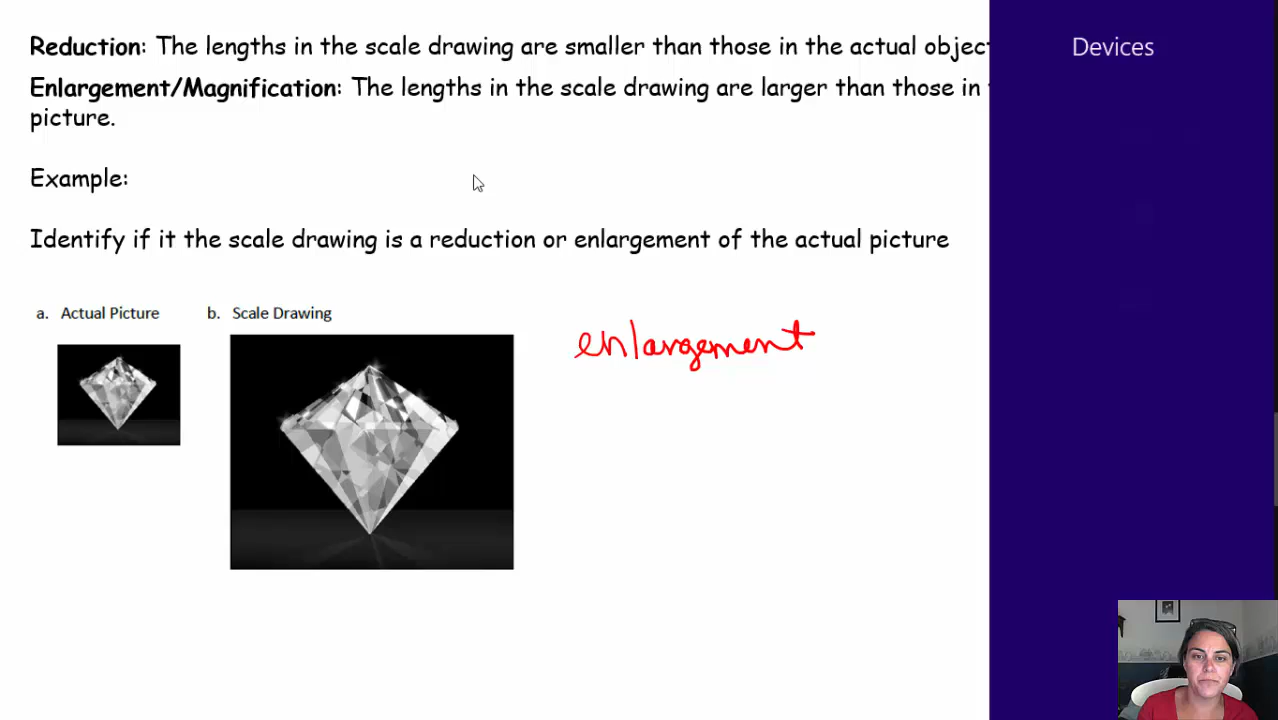 Reduction: The lengths in the scale drawing are smaller than those in the actual object
Devices
Enlargement/Magnification: The lengths in the scale drawing are larger than those in
picture.
Example:
Identify if it the scale drawing is a reduction or enlargement of the actual picture
a. Actual Picture b. Scale Drawing
enlargement